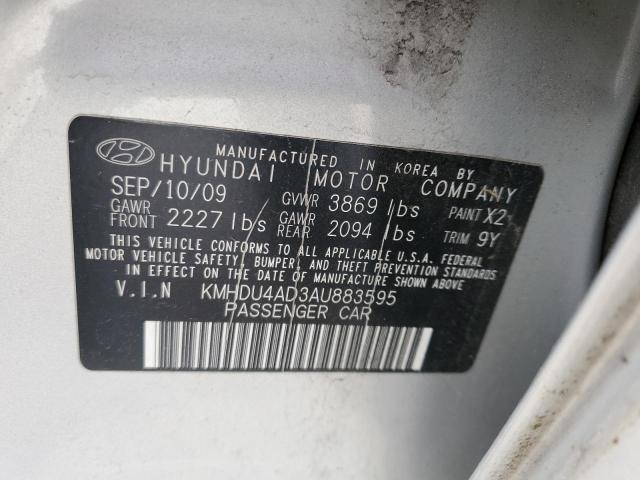 MANUFACTURED IN KOREA BY
HYUNDAI MOTOR COMPANY
SEP/10/09 GVWR 3869 lbs PAINT X2
GAWR FRONT 2227 lbs GAWR REAR 2094 lbs TRIM 9Y
THIS VEHICLE CONFORMS TO ALL APPLICABLE U.S.A. FEDERAL
MOTOR VEHICLE SAFETY, BUMPER, AND THEFT PREVENTION STANDARDS
IN EFFECT ON THE DATE OF MANUFACTURE SHOWN ABOVE.
V.I.N KMHDU4AD3AU883595
PASSENGER CAR